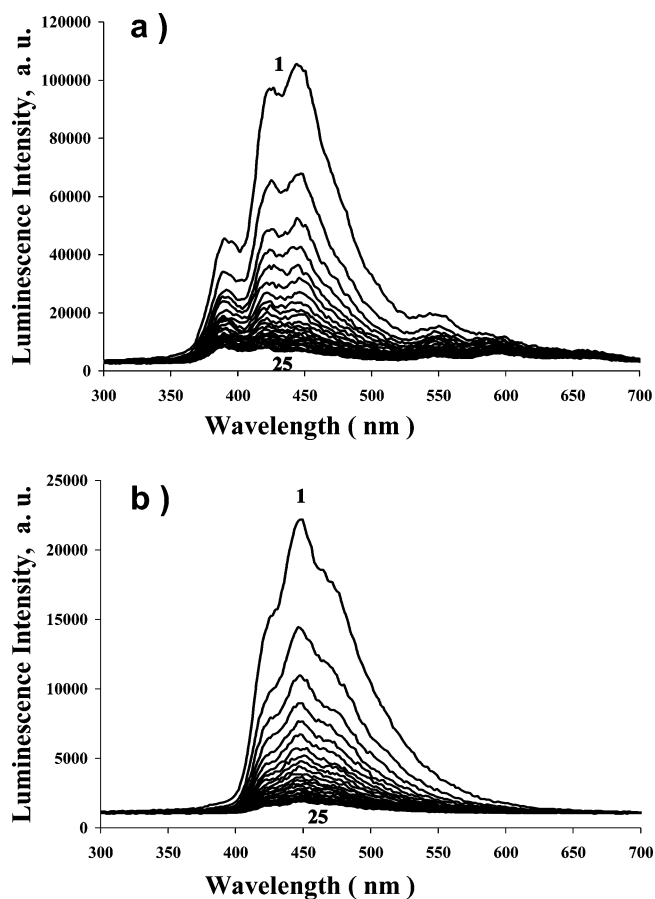 a )
120000
100000
80000
60000
40000
20000
0
Luminescence Intensity, a. u.
1
25
300 350 400 450 500 550 600 650 700
Wavelength ( nm )
b )
25000
20000
15000
10000
5000
0
Luminescence Intensity, a. u.
1
25
300 350 400 450 500 550 600 650 700
Wavelength ( nm )